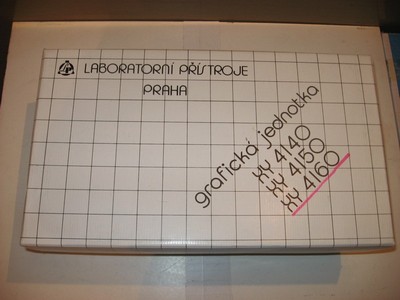 LABORATORNÍ PŘÍSTROJE
PRAHA
grafická jednotka
XY 4140
XY 4150
XY 4160